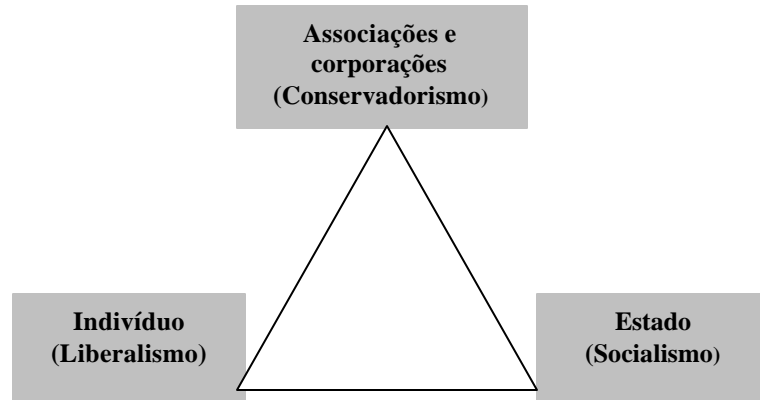 Associações e
corporações
(Conservadorismo)
Indivíduo
(Liberalismo)
Estado
(Socialismo)